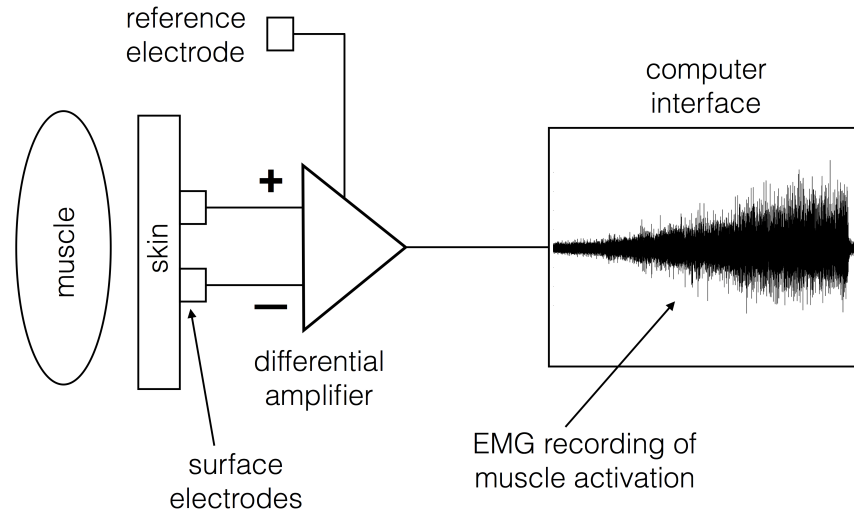 reference
electrode
computer
interface
muscle
skin
+
−
differential
amplifier
surface
electrodes
EMG recording of
muscle activation